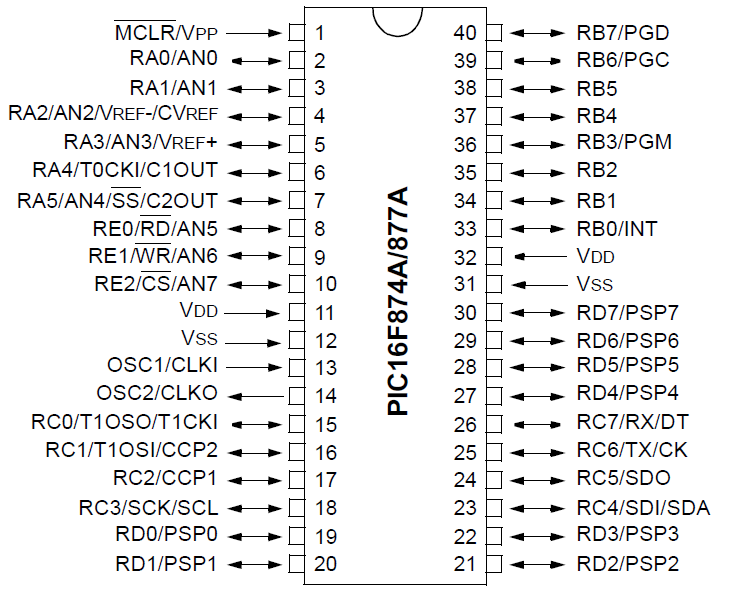 MCLR/VPP 1 40 RB7/PGD
RA0/AN0 2 39 RB6/PGC
RA1/AN1 3 38 RB5
RA2/AN2/VREF-/CVREF 4 37 RB4
RA3/AN3/VREF+ 5 36 RB3/PGM
RA4/T0CKI/C1OUT 6 35 RB2
RA5/AN4/SS/C2OUT 7 34 RB1
RE0/RD/AN5 8 33 RB0/INT
RE1/WR/AN6 9 32 VDD
RE2/CS/AN7 10 31 VSS
VDD 11 30 RD7/PSP7
VSS 12 29 RD6/PSP6
OSC1/CLKI 13 28 RD5/PSP5
OSC2/CLKO 14 27 RD4/PSP4
RC0/T1OSO/T1CKI 15 26 RC7/RX/DT
RC1/T1OSI/CCP2 16 25 RC6/TX/CK
RC2/CCP1 17 24 RC5/SDO
RC3/SCK/SCL 18 23 RC4/SDI/SDA
RD0/PSP0 19 22 RD3/PSP3
RD1/PSP1 20 21 RD2/PSP2
PIC16F874A/877A